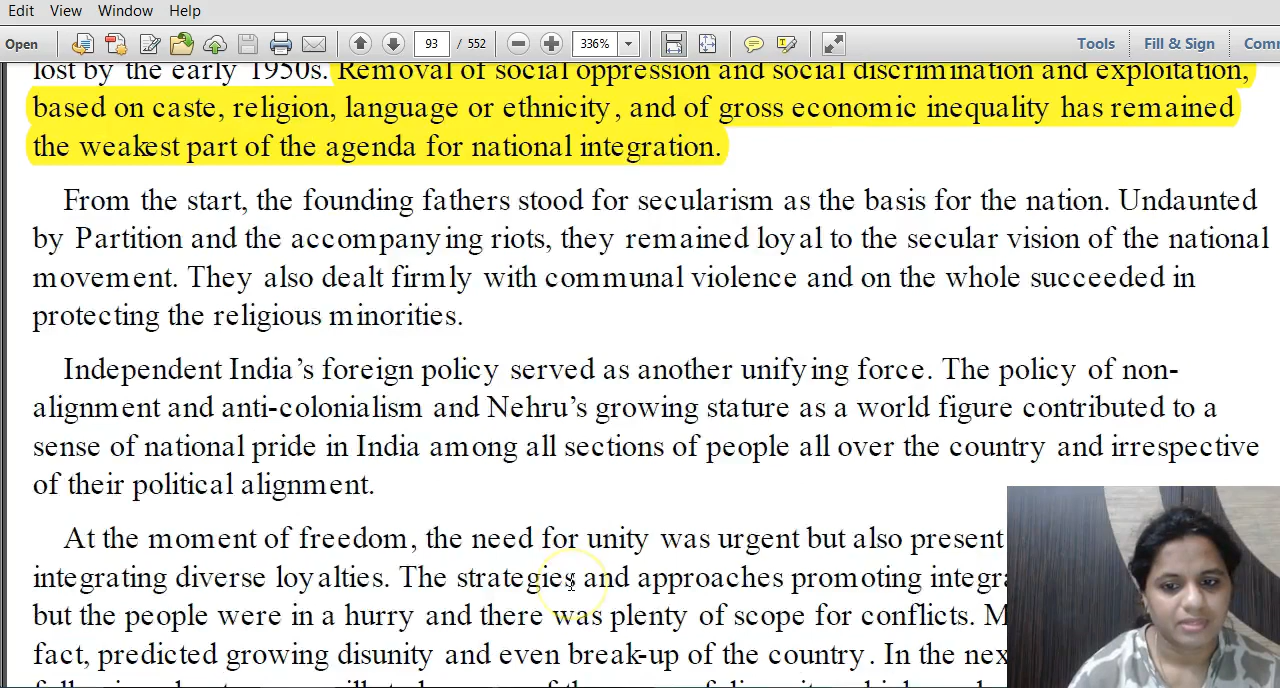 Edit View Window Help
Open 93 / 552 336% Tools Fill & Sign Comm
lost by the early 1950s. Removal of social oppression and social discrimination and exploitation,
based on caste, religion, language or ethnicity, and of gross economic inequality has remained
the weakest part of the agenda for national integration.
From the start, the founding fathers stood for secularism as the basis for the nation. Undaunted
by Partition and the accompanying riots, they remained loyal to the secular vision of the national
movement. They also dealt firmly with communal violence and on the whole succeeded in
protecting the religious minorities.
Independent India’s foreign policy served as another unifying force. The policy of non-
alignment and anti-colonialism and Nehru’s growing stature as a world figure contributed to a
sense of national pride in India among all sections of people all over the country and irrespective
of their political alignment.
At the moment of freedom, the need for unity was urgent but also present
integrating diverse loyalties. The strategies and approaches promoting integra
but the people were in a hurry and there was plenty of scope for conflicts. M
fact, predicted growing disunity and even break-up of the country. In the nex